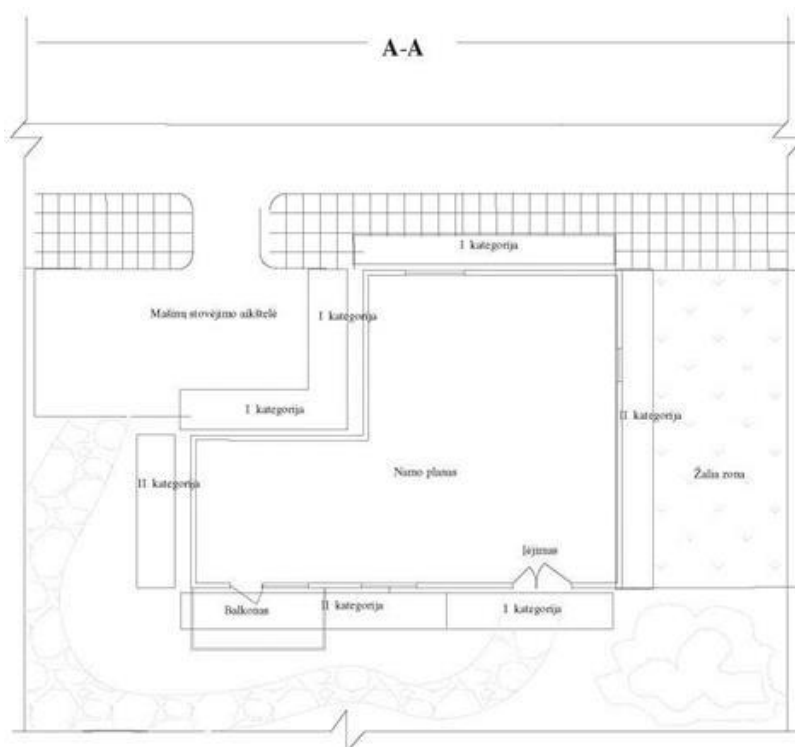 A-A
I kategorija
Mašinų stovėjimo aikštelė
I kategorija
I kategorija
II kategorija
II kategorija
Namo planas
Žalia zona
Įėjimas
Balkonas
II kategorija
I kategorija